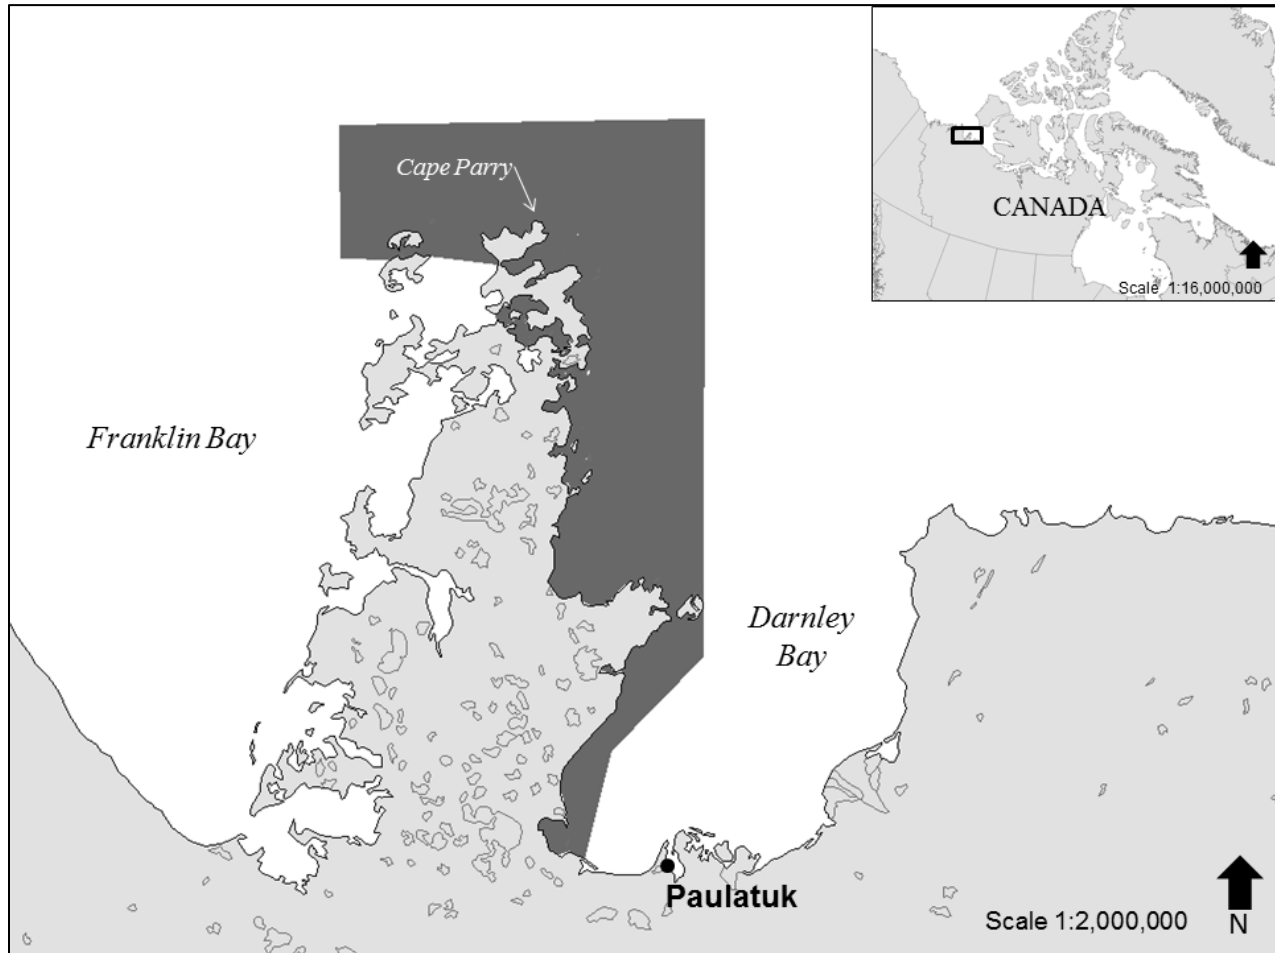 CANADA
Scale 1:16,000,000
Cape Parry
Franklin Bay
Darnley
Bay
Paulatuk
Scale 1:2,000,000
N